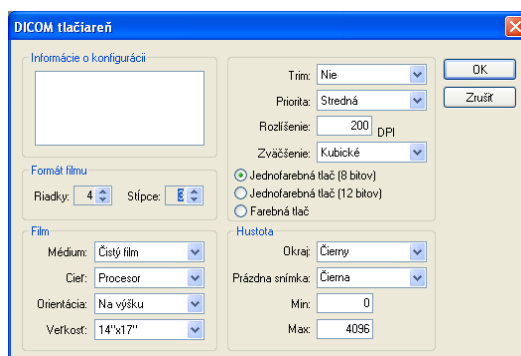 DICOM tlačiareň
Informácie o konfigurácii
Formát filmu
Riadky: 4 Stĺpce: 3
Film
Médium: Čistý film
Cieľ: Procesor
Orientácia: Na výšku
Veľkosť: 14"x17"
Trim: Nie
Priorita: Stredná
Rozlíšenie: 200 DPI
Zväčšenie: Kubické
Jednofarebná tlač (8 bitov)
Jednofarebná tlač (12 bitov)
Farebná tlač
Hustota
Okraj: Čierny
Prázdna snímka: Čierna
Min: 0
Max: 4096
OK
Zrušiť